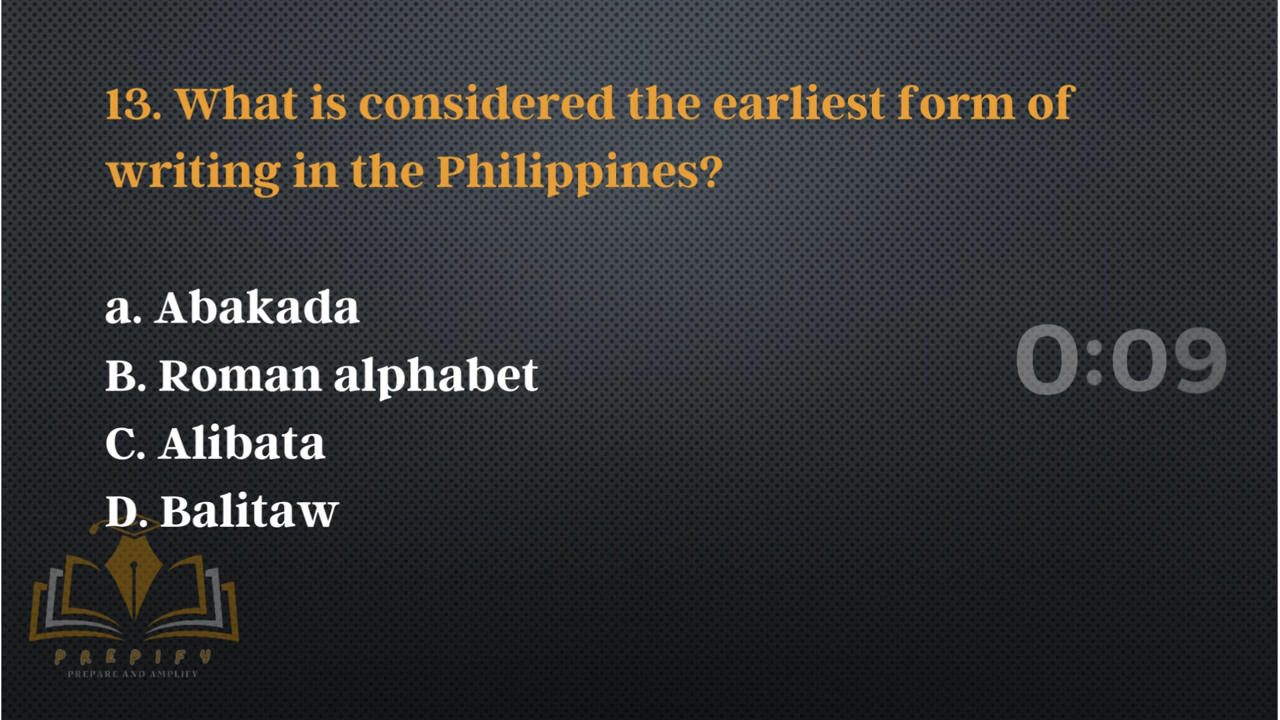 13. What is considered the earliest form of
writing in the Philippines?
a. Abakada
B. Roman alphabet
C. Alibata
D. Balitaw
0:09
PREPIFY
PREPARE AND AMPLIFY